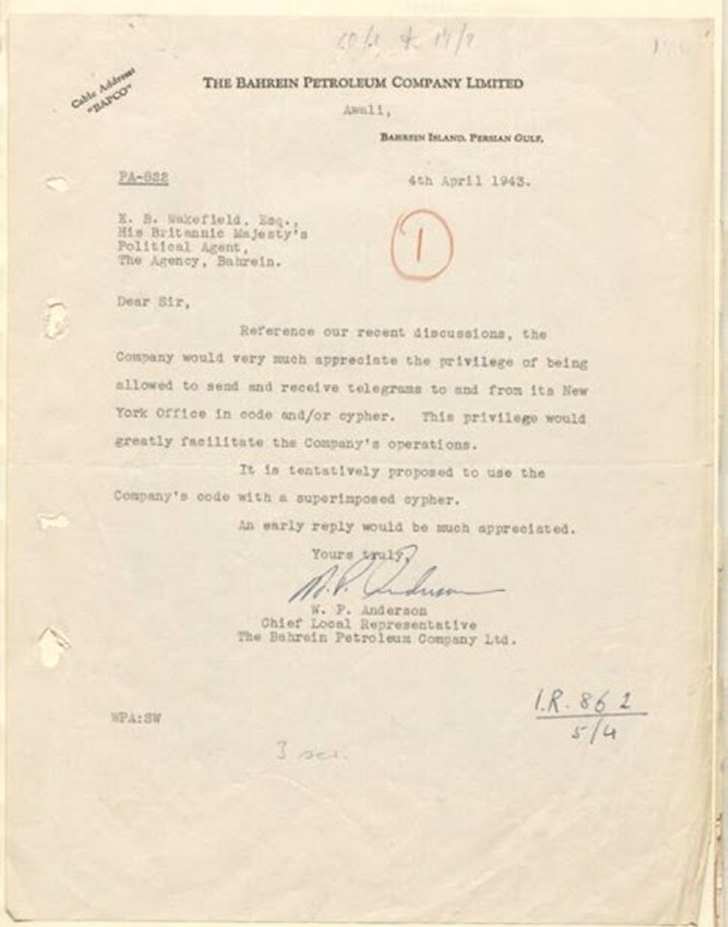 Cable Address
"BAPCO"
THE BAHREIN PETROLEUM COMPANY LIMITED
Awali,
BAHREIN ISLAND, PERSIAN GULF,
PA-822
4th April 1943.
E. B. Wakefield, Esq.,
His Britannic Majesty's
Political Agent,
The Agency, Bahrein.
1
Dear Sir,
Reference our recent discussions, the
Company would very much appreciate the privilege of being
allowed to send and receive telegrams to and from its New
York Office in code and/or cypher. This privilege would
greatly facilitate the Company's operations.
It is tentatively proposed to use the
Company's code with a superimposed cypher.
An early reply would be much appreciated.
Yours truly,
W. P. Anderson
W. P. Anderson
Chief Local Representative
The Bahrein Petroleum Company Ltd.
I.R. 862
5/4
WPA:SW